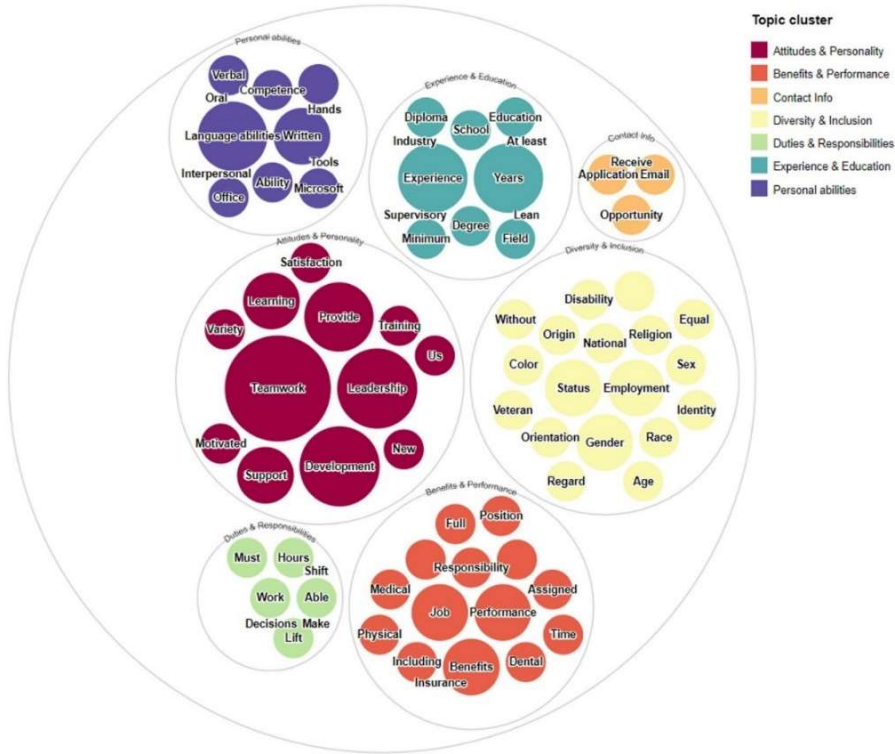 Topic cluster
Attitudes & Personality
Benefits & Performance
Contact Info
Diversity & Inclusion
Duties & Responsibilities
Experience & Education
Personal abilities
Personal abilities
Verbal
Competence
Oral
Hands
Language abilities
Written
Interpersonal
Tools
Office
Ability
Microsoft
Experience & Education
Diploma
Education
School
Industry
At least
Experience
Years
Supervisory
Lean
Minimum
Degree
Field
Contact info
Receive
Application
Email
Opportunity
Attitudes & Personality
Satisfaction
Learning
Provide
Variety
Training
Us
Teamwork
Leadership
Motivated
New
Support
Development
Diversity & Inclusion
Disability
Without
Origin
National
Religion
Equal
Color
Sex
Status
Employment
Veteran
Identity
Orientation
Gender
Race
Regard
Age
Duties & Responsibilities
Must
Hours
Shift
Work
Able
Decisions
Make
Lift
Benefits & Performance
Full
Position
Responsibility
Medical
Assigned
Job
Performance
Physical
Time
Including
Benefits
Dental
Insurance